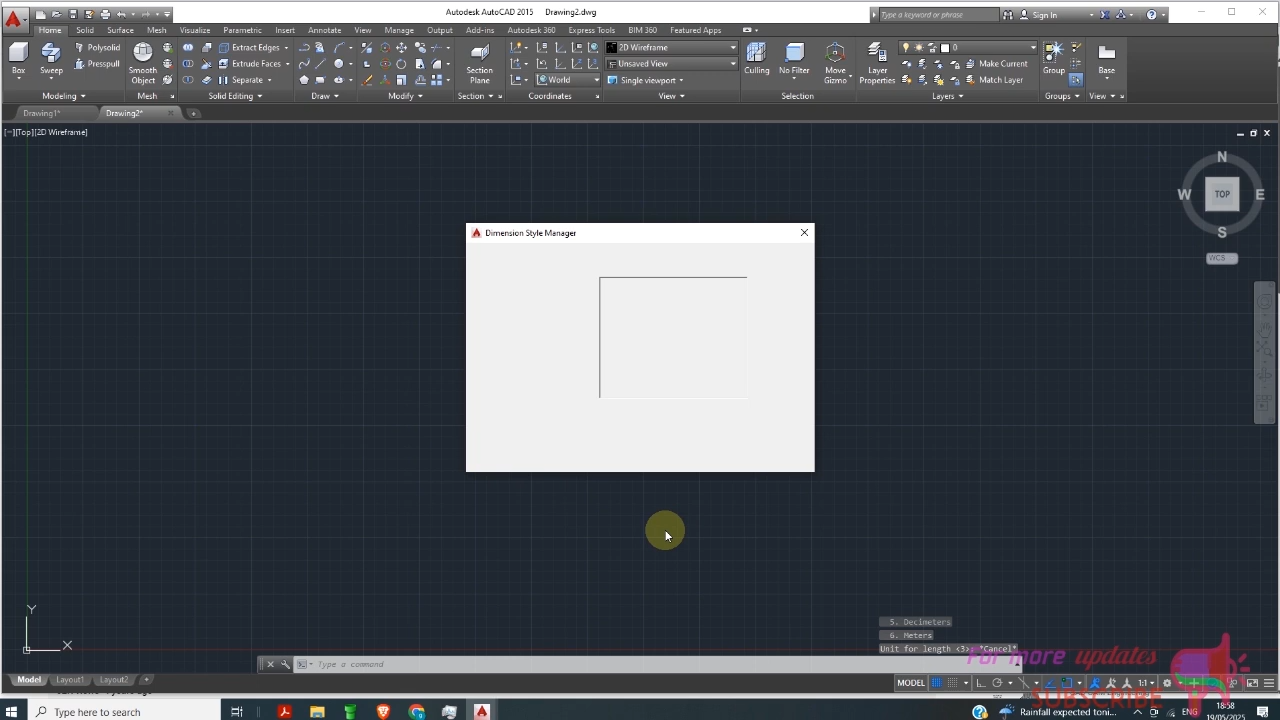 Autodesk AutoCAD 2015 Drawing2.dwg
Type a keyword or phrase
Sign In
Home Solid Surface Mesh Visualize Parametric Insert Annotate View Manage Output Add-ins Autodesk 360 Express Tools BIM 360 Featured Apps
Box
Sweep
Polysolid
Presspull
Smooth
Object
Extract Edges
Extrude Faces
Separate
Section
Plane
World
2D Wireframe
Unsaved View
Single viewport
Culling
No Filter
Move
Gizmo
Layer
Properties
0
Make Current
Match Layer
Group
Base
Modeling Mesh Solid Editing Draw Modify Section Coordinates View Selection Layers Groups View
Drawing1* Drawing2*
[−][Top][2D Wireframe]
N
W TOP E
S
WCS
Dimension Style Manager
Y
X
5. Decimeters
6. Meters
Unit for length <3>: *Cancel*
Type a command
For more updates
SUBSCRIBE
Model Layout1 Layout2
MODEL
1:1
Type here to search
Rainfall expected toni...
ENG
18:58
19/05/2025